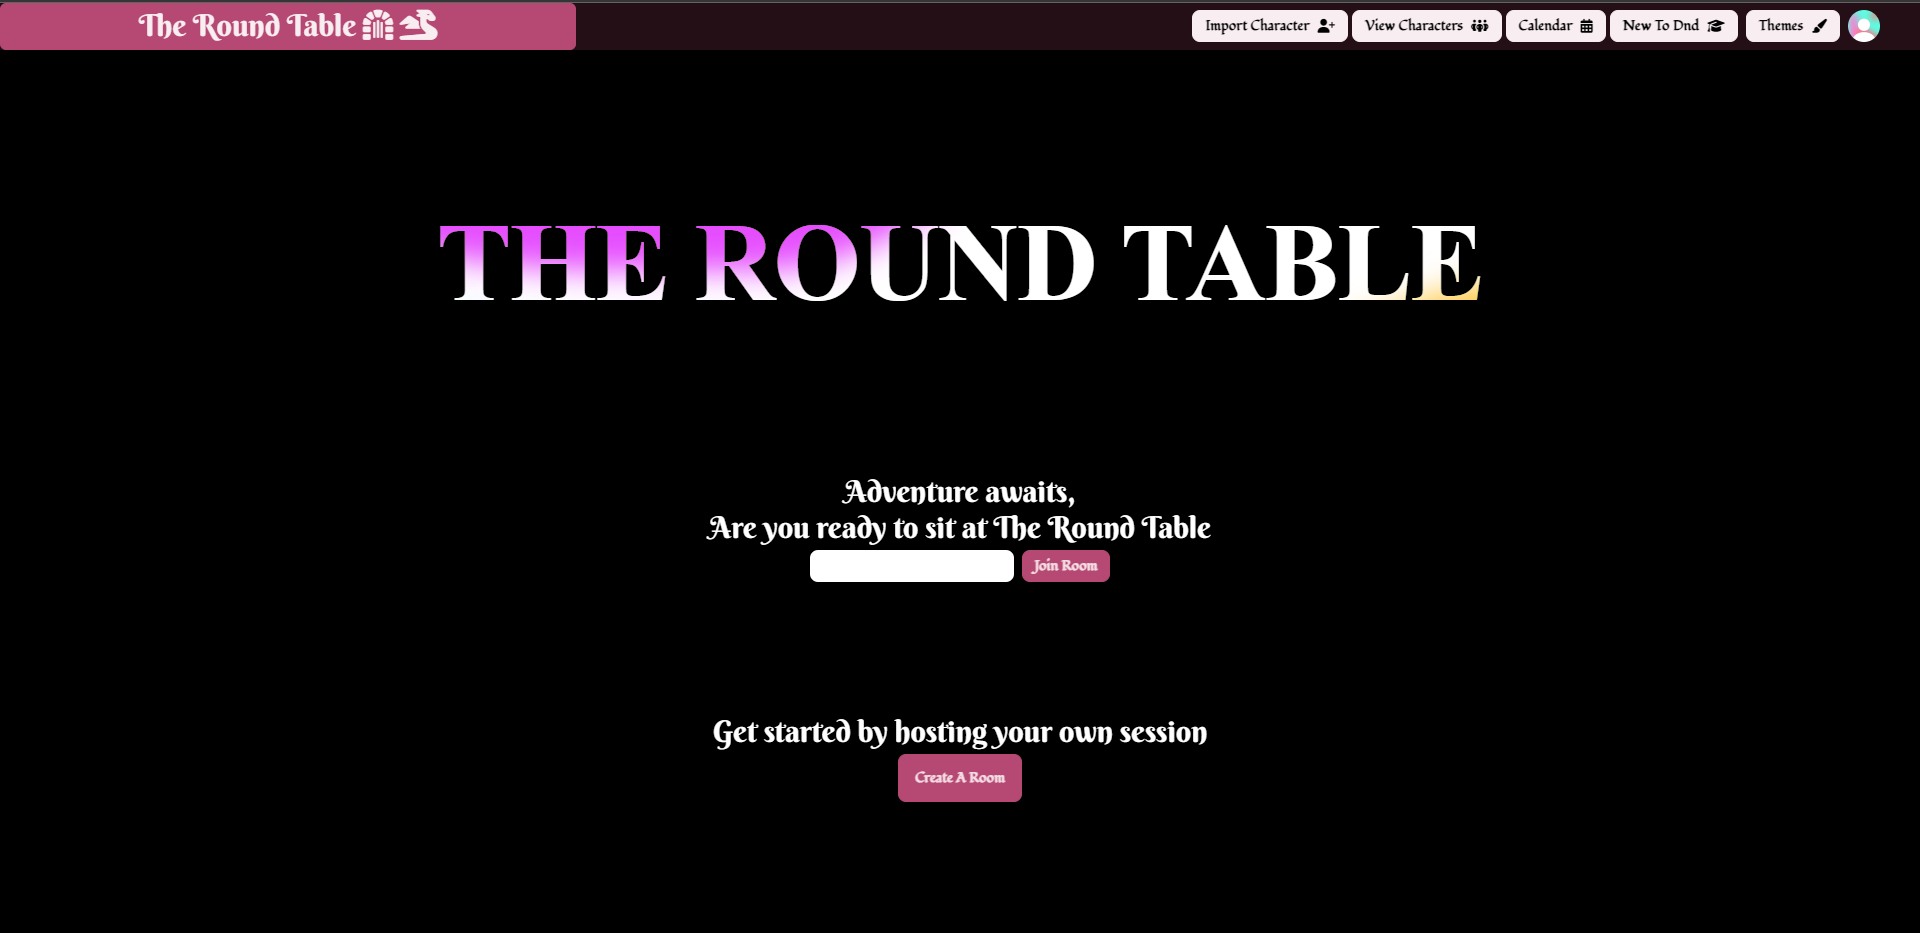 The Round Table
Import Character
View Characters
Calendar
New To Dnd
Themes
THE ROUND TABLE
Adventure awaits,
Are you ready to sit at The Round Table
Join Room
Get started by hosting your own session
Create A Room